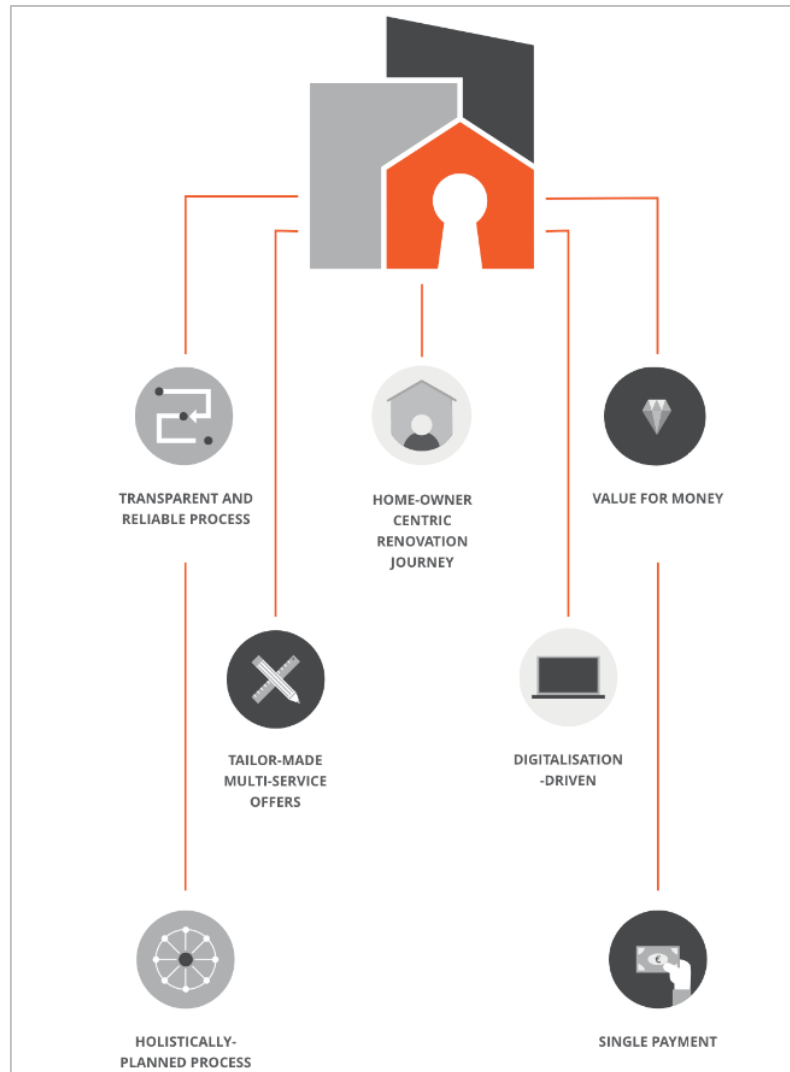 TRANSPARENT AND
RELIABLE PROCESS
HOME-OWNER
CENTRIC
RENOVATION
JOURNEY
VALUE FOR MONEY
TAILOR-MADE
MULTI-SERVICE
OFFERS
DIGITALISATION
-DRIVEN
€
HOLISTICALLY-
PLANNED PROCESS
SINGLE PAYMENT